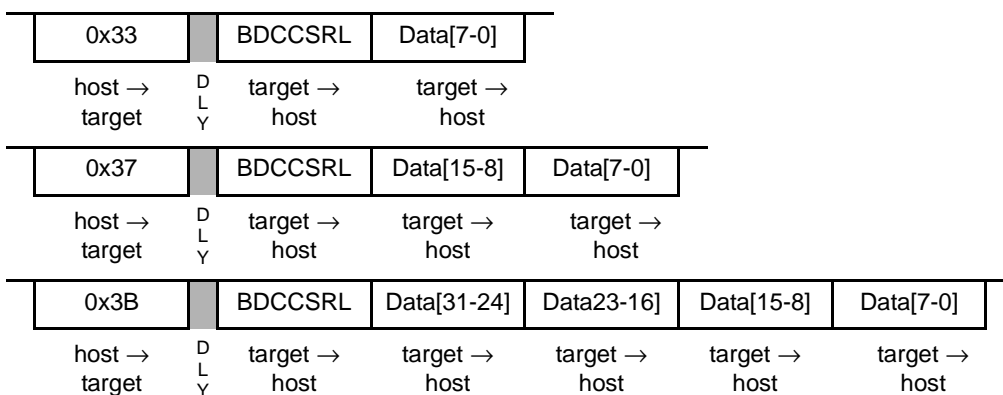 0x33 BDCCSRL Data[7-0]
host → D target → target →
target L host host
Y
0x37 BDCCSRL Data[15-8] Data[7-0]
host → D target → target → target →
target L host host host
Y
0x3B BDCCSRL Data[31-24] Data23-16] Data[15-8] Data[7-0]
host → D target → target → target → target → target →
target L host host host host host
Y